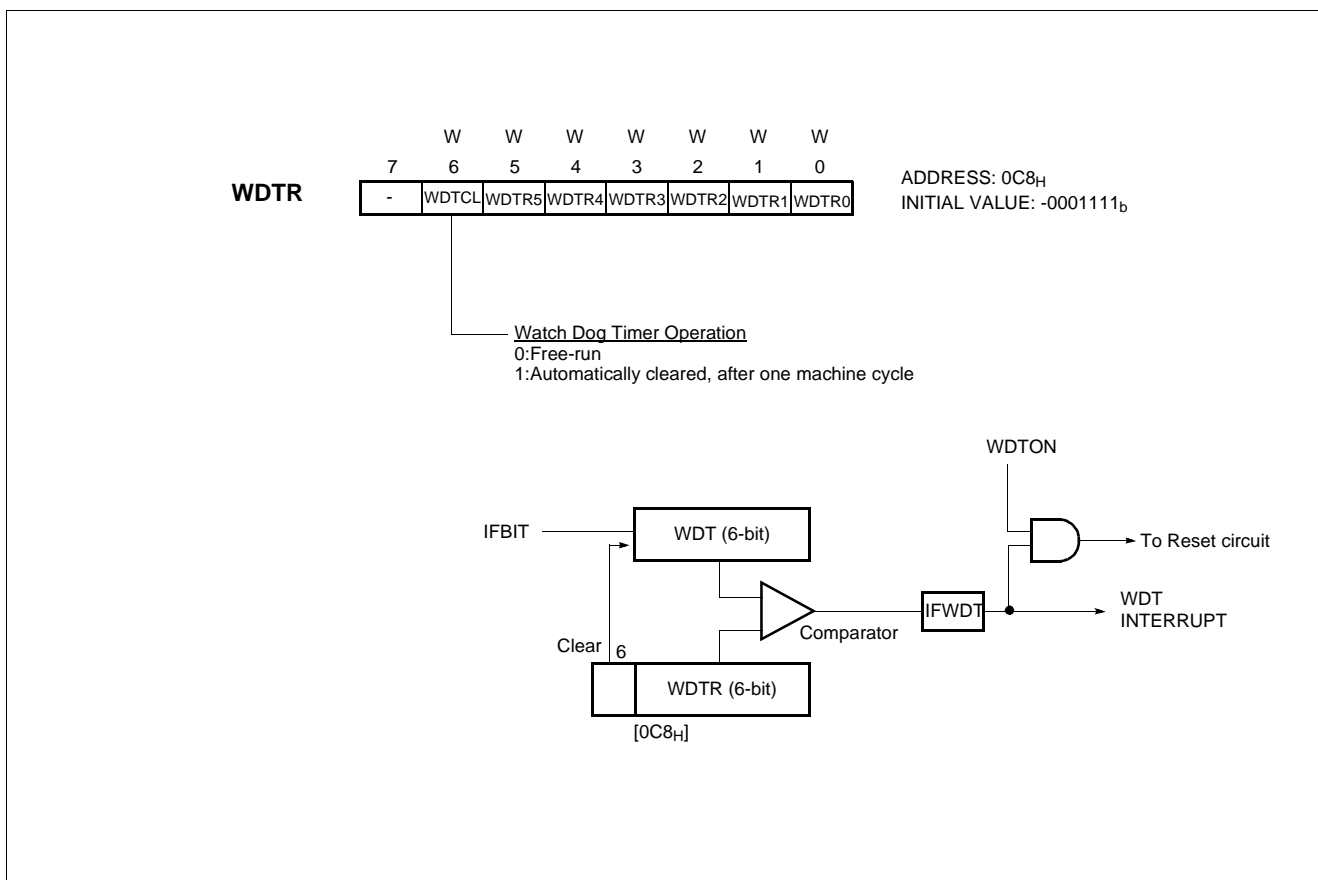 W W W W W W W
7 6 5 4 3 2 1 0
WDTR
- WDTCL WDTR5 WDTR4 WDTR3 WDTR2 WDTR1 WDTR0
ADDRESS: 0C8H
INITIAL VALUE: -0001111b
Watch Dog Timer Operation
0:Free-run
1:Automatically cleared, after one machine cycle
WDTON
IFBIT
WDT (6-bit)
To Reset circuit
IFWDT
WDT
INTERRUPT
Comparator
Clear
6
WDTR (6-bit)
[0C8H]